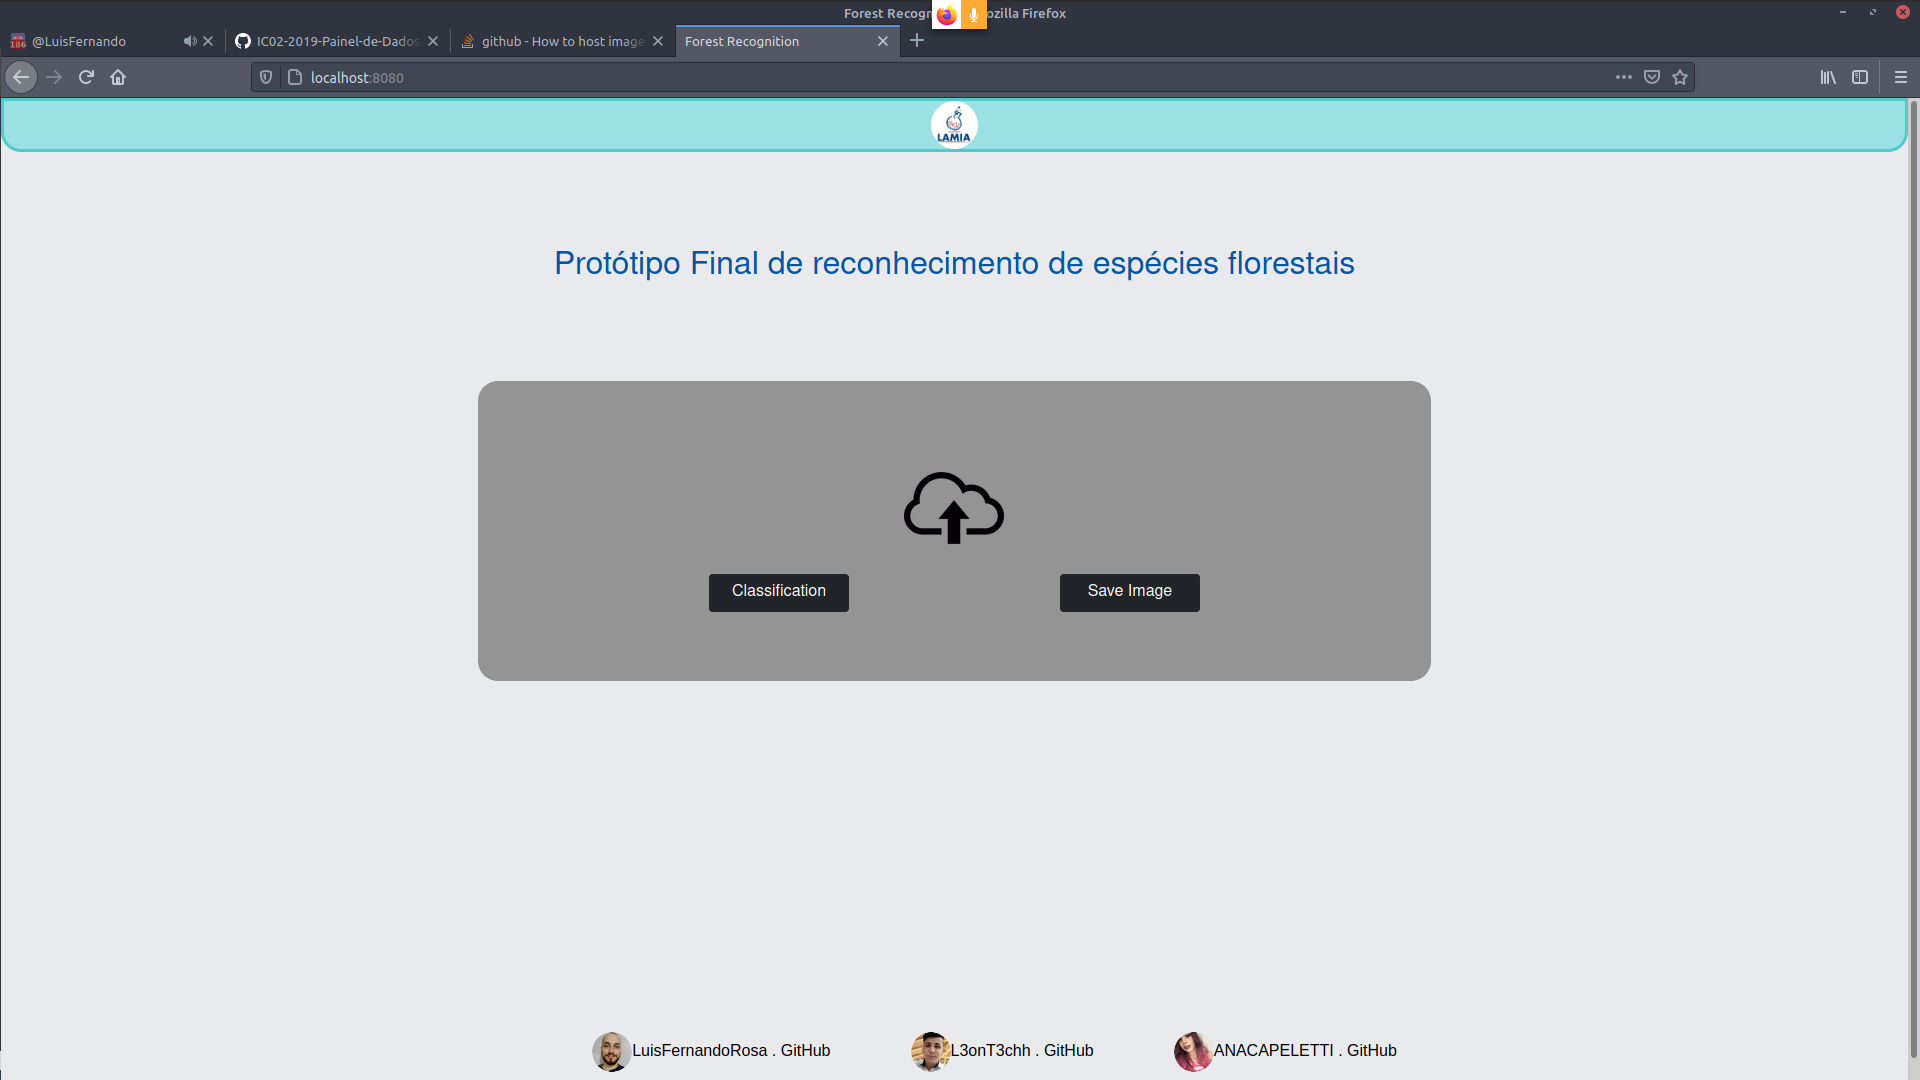 Forest Recogn ozilla Firefox
186 @LuisFernando
IC02-2019-Painel-de-Dados
github - How to host image
Forest Recognition
localhost:8080
LAMIA
Protótipo Final de reconhecimento de espécies florestais
Classification
Save Image
LuisFernandoRosa . GitHub
L3onT3chh . GitHub
ANACAPELETTI . GitHub